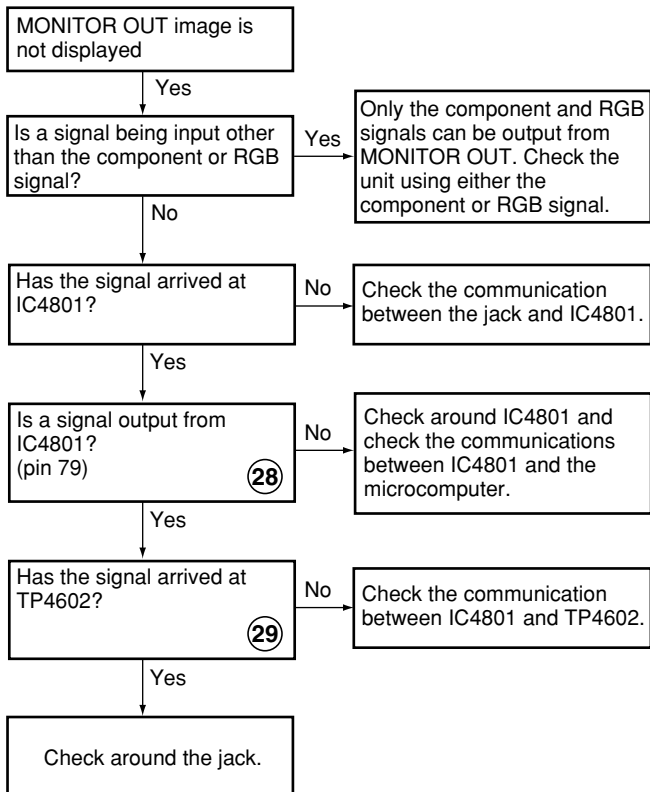 MONITOR OUT image is
not displayed
Yes
Is a signal being input other
than the component or RGB
signal?
Yes
Only the component and RGB
signals can be output from
MONITOR OUT. Check the
unit using either the
component or RGB signal.
No
Has the signal arrived at
IC4801?
No
Check the communication
between the jack and IC4801.
Yes
Is a signal output from
IC4801?
(pin 79)
28
No
Check around IC4801 and
check the communications
between IC4801 and the
microcomputer.
Yes
Has the signal arrived at
TP4602?
29
No
Check the communication
between IC4801 and TP4602.
Yes
Check around the jack.